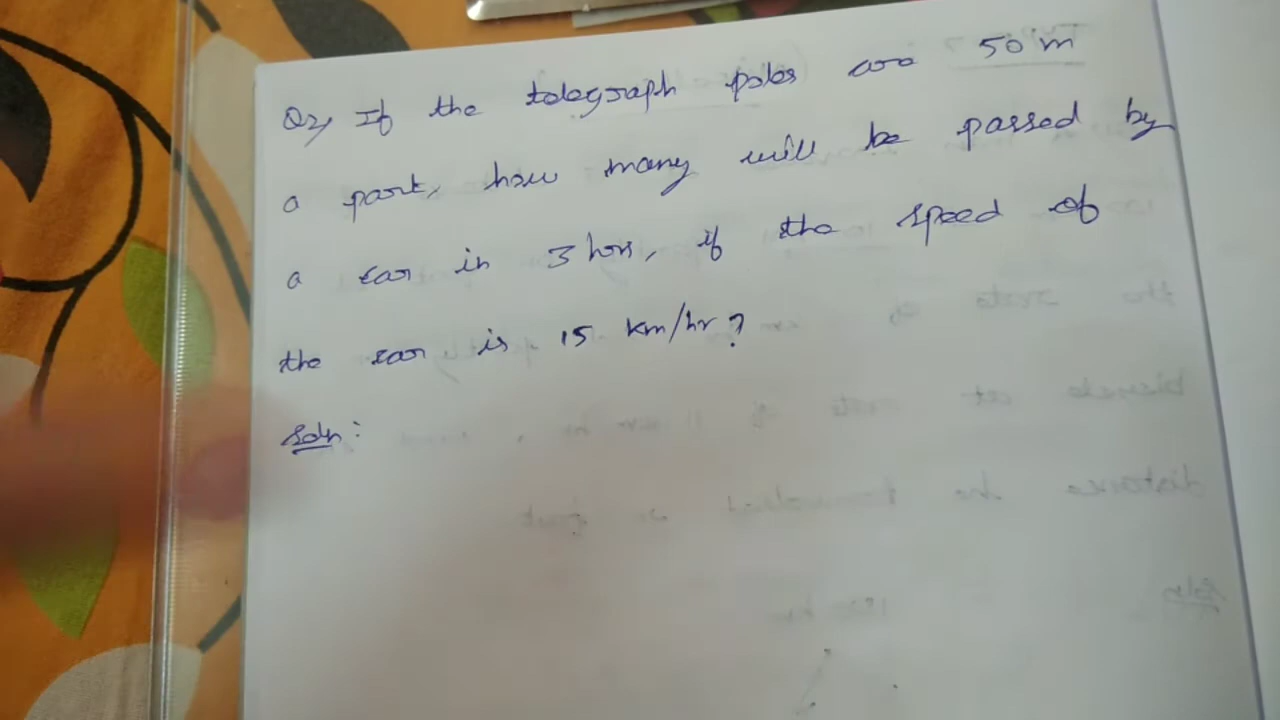 Q2, If the telegraph poles are 50 m
a part, how many will be passed by
a car in 3 hrs, if the speed of
the car is 15 km/hr?
Soln: